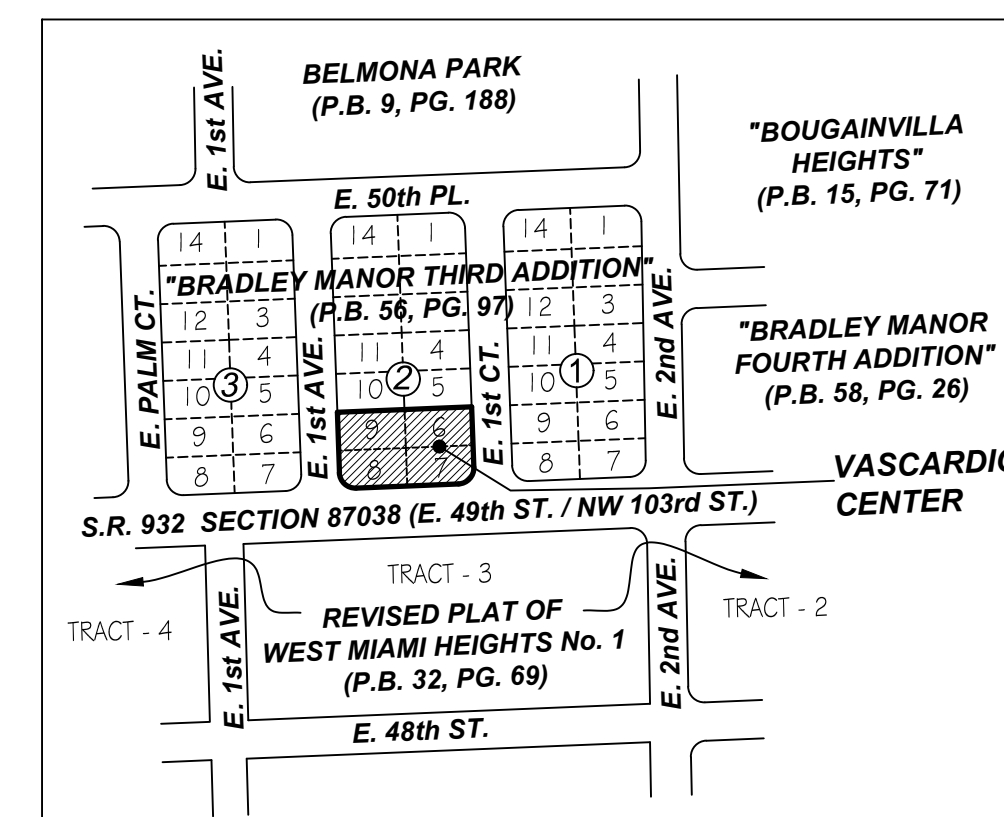 BELMONA PARK
(P.B. 9, PG. 188)
E. 1st AVE.
"BOUGAINVILLA
HEIGHTS"
(P.B. 15, PG. 71)
E. 50th PL.
14 1
14 1
14 1
"BRADLEY MANOR THIRD ADDITION"
(P.B. 56, PG. 97)
12 3
12 3
11 4
11 4
11 4
10 3 5
10 2 5
10 1 5
9 6
9 6
9 6
8 7
8 7
8 7
E. PALM CT.
E. 1st AVE.
E. 1st CT.
E. 2nd AVE.
"BRADLEY MANOR
FOURTH ADDITION"
(P.B. 58, PG. 26)
VASCARDIO
CENTER
S.R. 932 SECTION 87038 (E. 49th ST. / NW 103rd ST.)
TRACT - 3
TRACT - 4
TRACT - 2
REVISED PLAT OF
WEST MIAMI HEIGHTS No. 1
(P.B. 32, PG. 69)
E. 1st AVE.
E. 2nd AVE.
E. 48th ST.